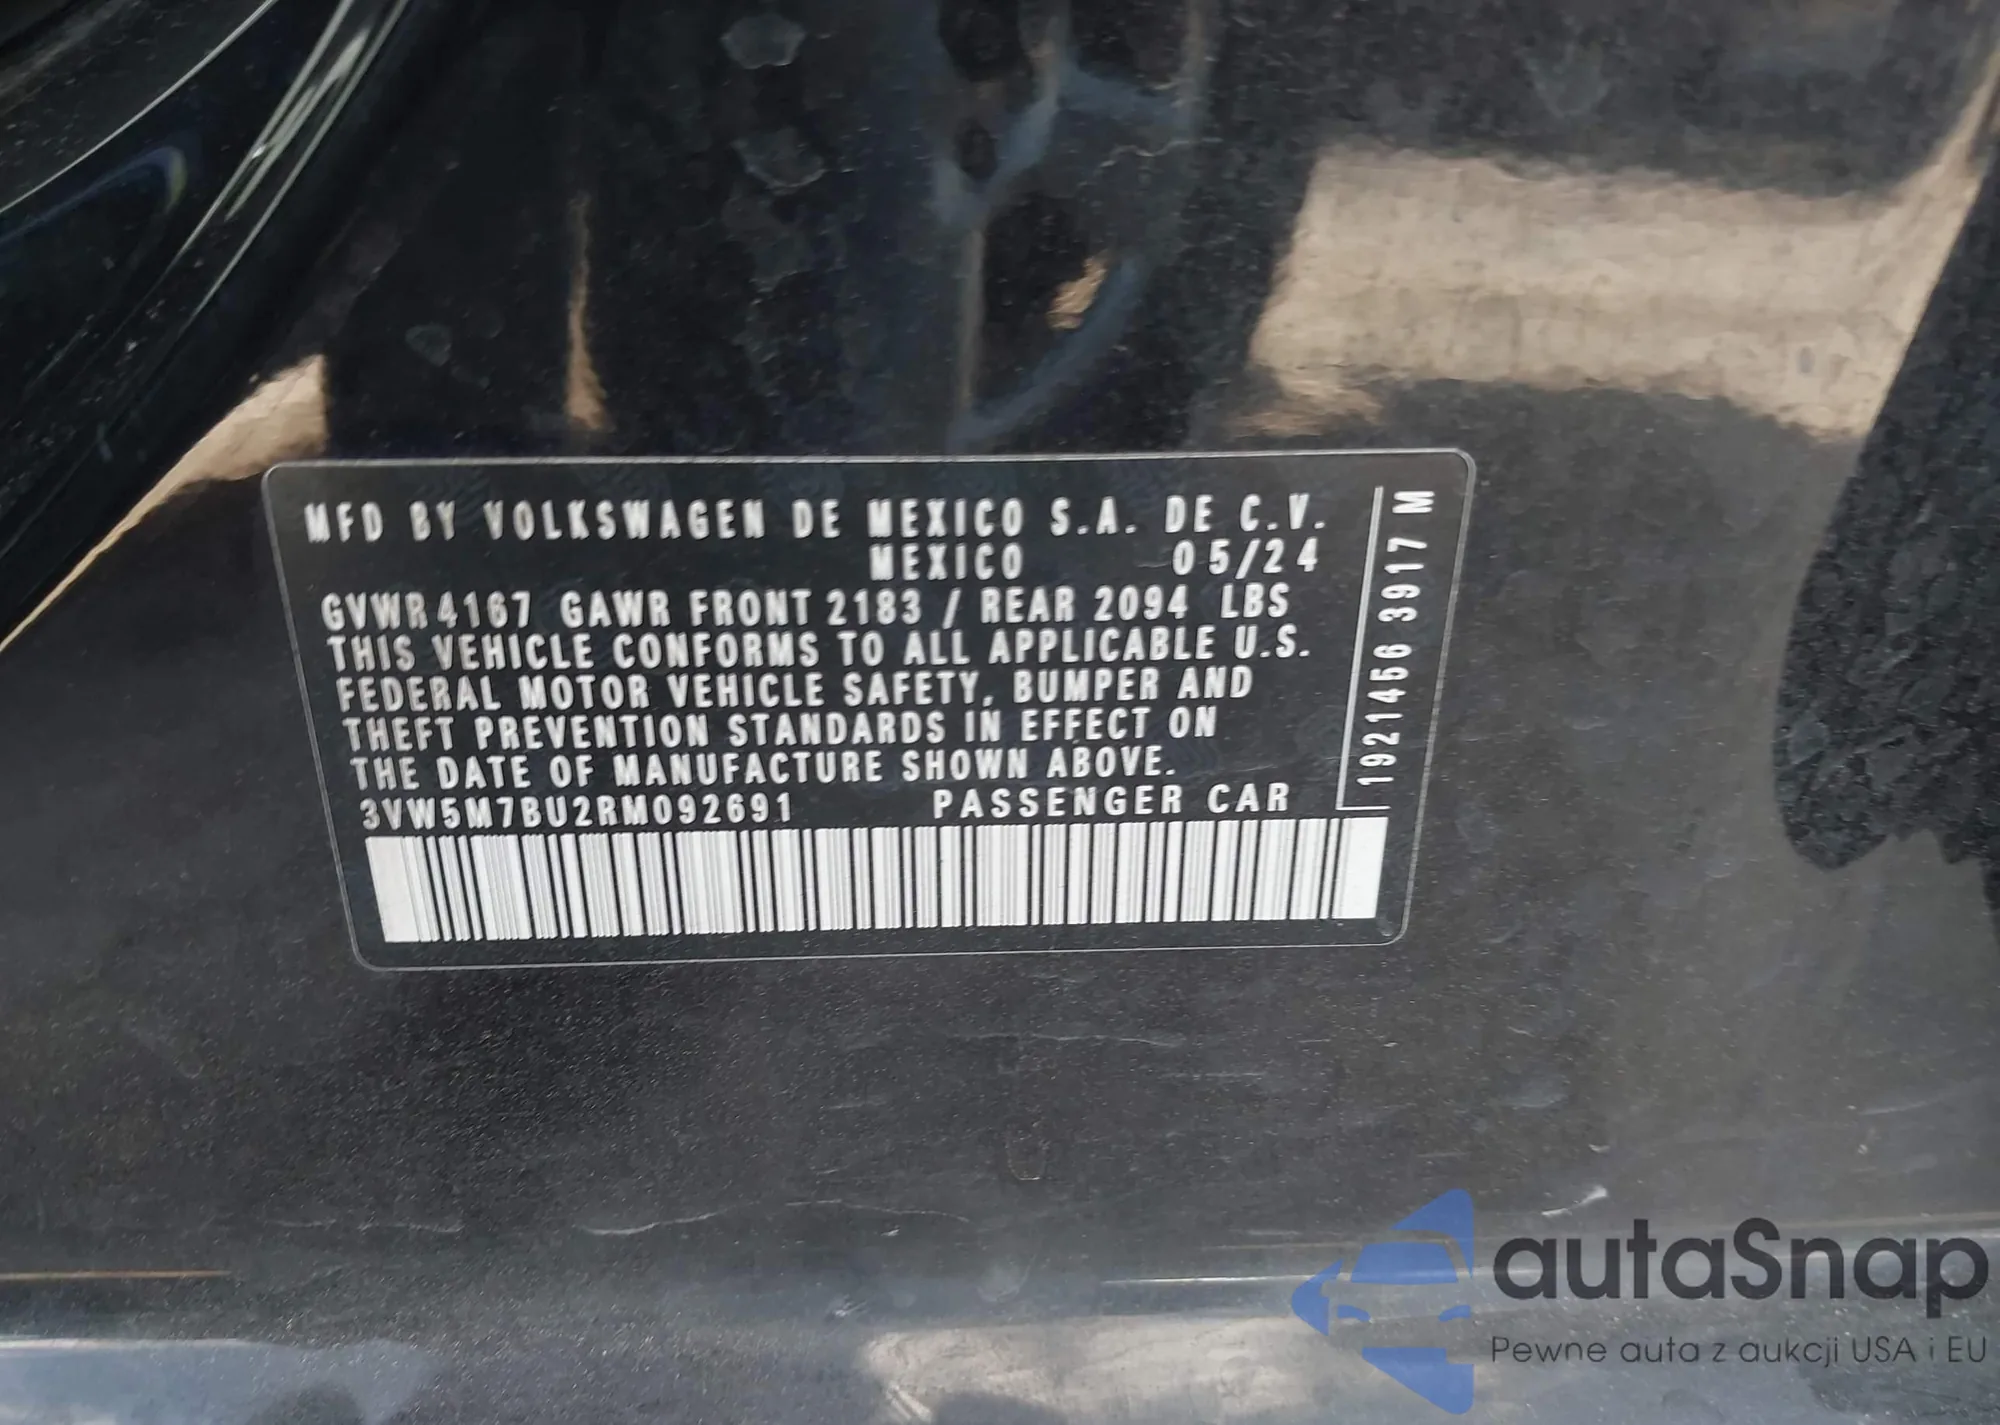 MFD BY VOLKSWAGEN DE MEXICO S.A. DE C.V.
MEXICO 05/24
GVWR 4167 GAWR FRONT 2183 / REAR 2094 LBS
THIS VEHICLE CONFORMS TO ALL APPLICABLE U.S.
FEDERAL MOTOR VEHICLE SAFETY, BUMPER AND
THEFT PREVENTION STANDARDS IN EFFECT ON
THE DATE OF MANUFACTURE SHOWN ABOVE.
3VW5M7BU2RM092691 PASSENGER CAR
1921456 3917 M
autaSnap
Pewne auta z aukcji USA i EU